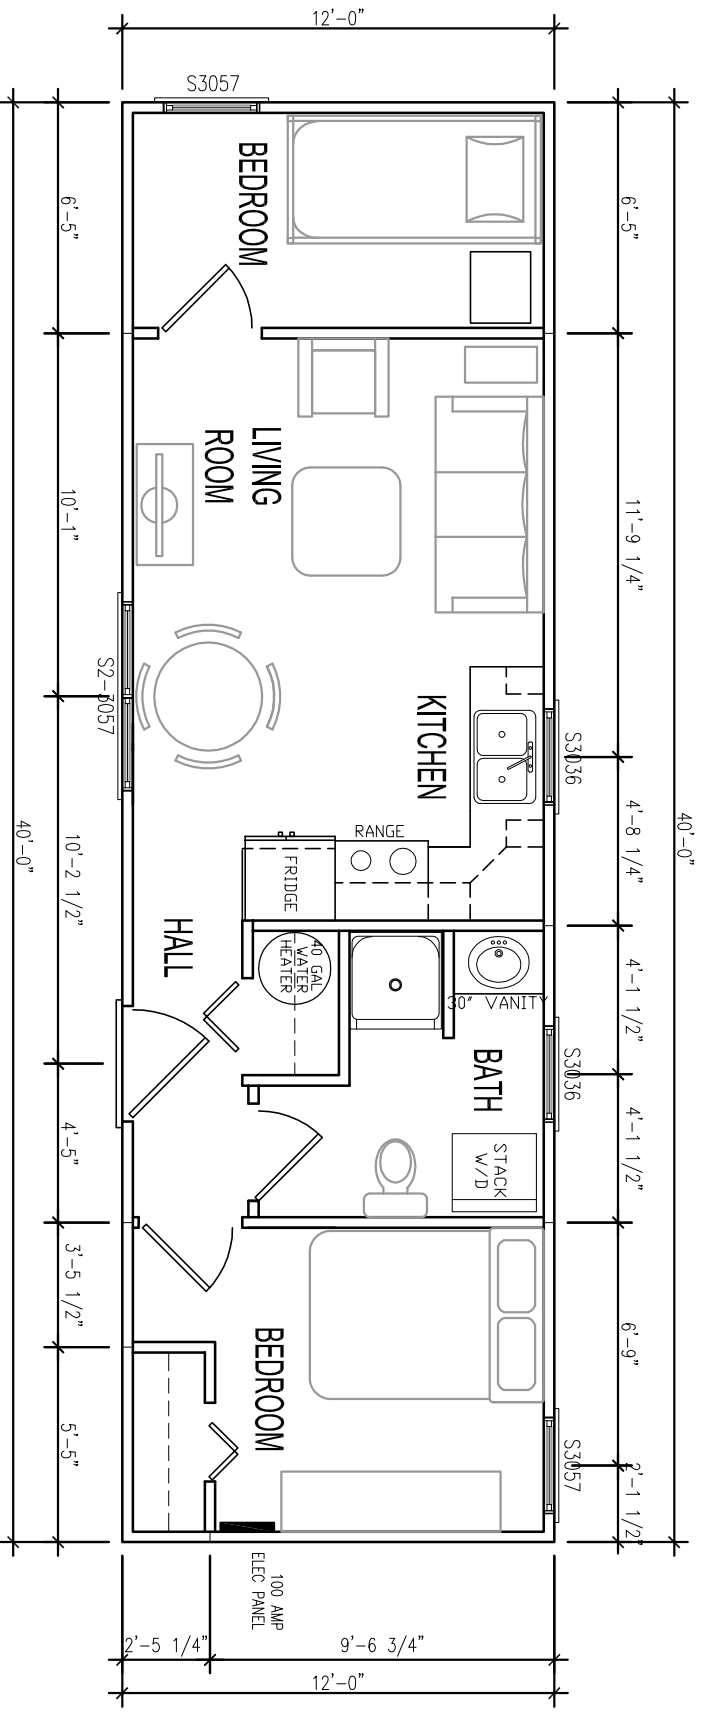 12'-0"
S3057
6'-5"
BEDROOM
6'-5"
10'-1"
LIVING
ROOM
11'-9 1/4"
S2-3057
KITCHEN
S3036
40'-0"
10'-2 1/2"
RANGE
FRIDGE
4'-8 1/4"
40'-0"
HALL
40 GAL
WATER
HEATER
30" VANITY
4'-1 1/2"
BATH
S3036
4'-5"
STACK
W/D
4'-1 1/2"
3'-5 1/2"
BEDROOM
6'-9"
5'-5"
S3057
2'-1 1/2"
100 AMP
ELEC PANEL
2'-5 1/4"
9'-6 3/4"
12'-0"